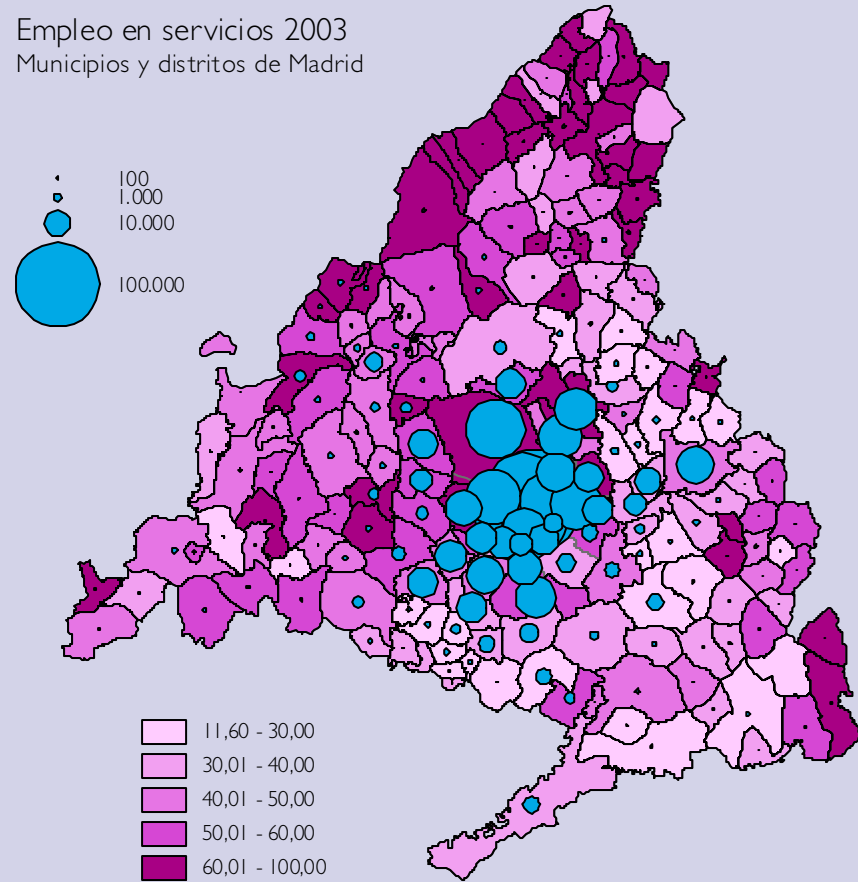 Empleo en servicios 2003
Municipios y distritos de Madrid
100
1.000
10.000
100.000
11,60 - 30,00
30,01 - 40,00
40,01 - 50,00
50,01 - 60,00
60,01 - 100,00